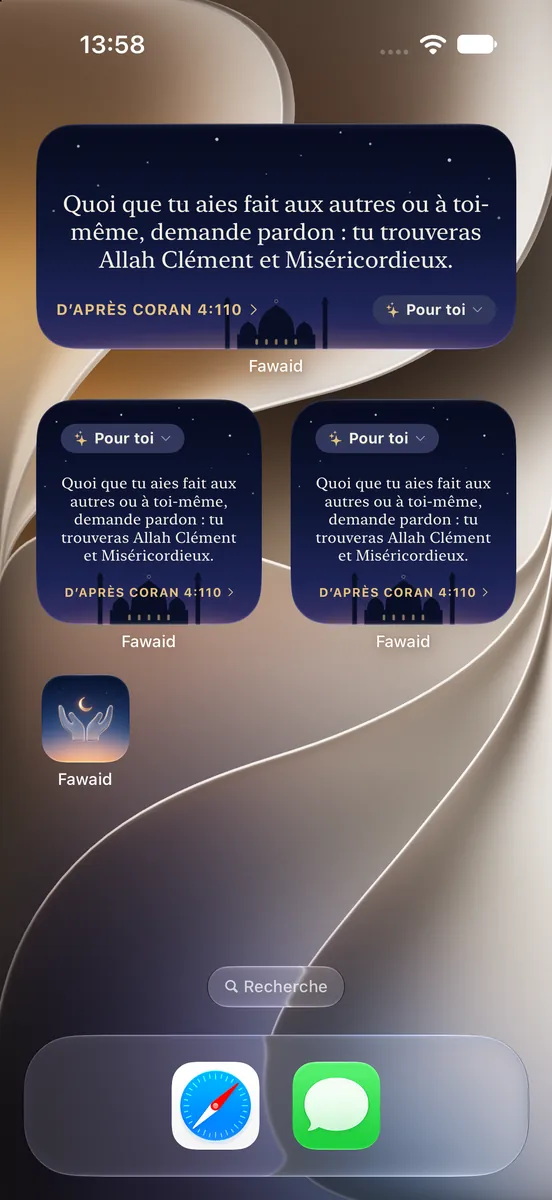 13:58
Quoi que tu aies fait aux autres ou à toi-
même, demande pardon : tu trouveras
Allah Clément et Miséricordieux.
D’APRÈS CORAN 4:110
Pour toi
Fawaid
Pour toi
Quoi que tu aies fait aux
autres ou à toi-même,
demande pardon : tu
trouveras Allah Clément
et Miséricordieux.
D’APRÈS CORAN 4:110
Fawaid
Pour toi
Quoi que tu aies fait aux
autres ou à toi-même,
demande pardon : tu
trouveras Allah Clément
et Miséricordieux.
D’APRÈS CORAN 4:110
Fawaid
Fawaid
Recherche